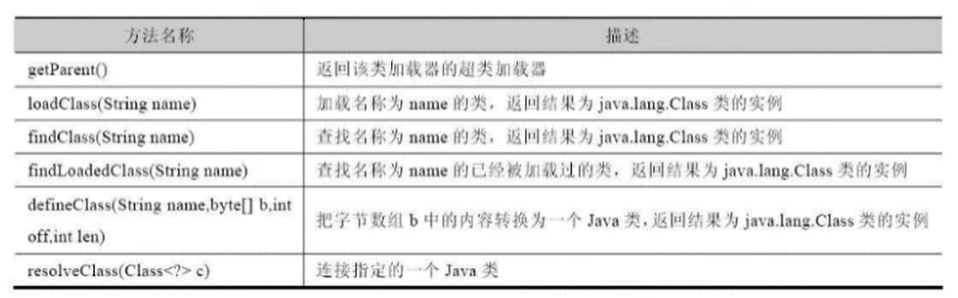 方法名称 描述
getParent() 返回该类加载器的超类加载器
loadClass(String name) 加载名称为 name 的类，返回结果为 java.lang.Class 类的实例
findClass(String name) 查找名称为 name 的类，返回结果为 java.lang.Class 类的实例
findLoadedClass(String name) 查找名称为 name 的已经被加载过的类，返回结果为 java.lang.Class 类的实例
defineClass(String name,byte[] b,int
off,int len)
把字节数组 b 中的内容转换为一个 Java 类，返回结果为 java.lang.Class 类的实例
resolveClass(Class<?> c) 连接指定的一个 Java 类